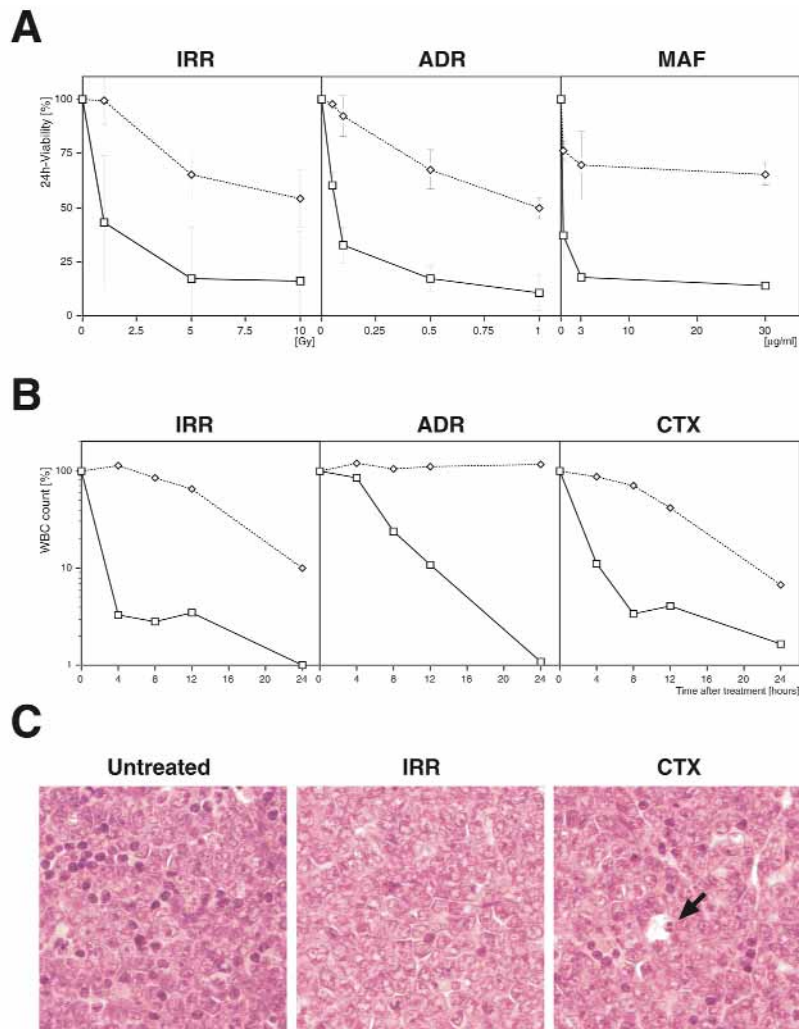 A
IRR ADR MAF
24h-Viability [%]
100
75
50
25
0
0 2.5 5 7.5 10 0 0.25 0.5 0.75 1 0 3 10 20 30
[Gy] [µg/ml]
B
IRR ADR CTX
WBC count [%]
100
10
1
0 4 8 12 16 20 24 0 4 8 12 16 20 24 0 4 8 12 16 20 24
Time after treatment [hours]
C
Untreated IRR CTX